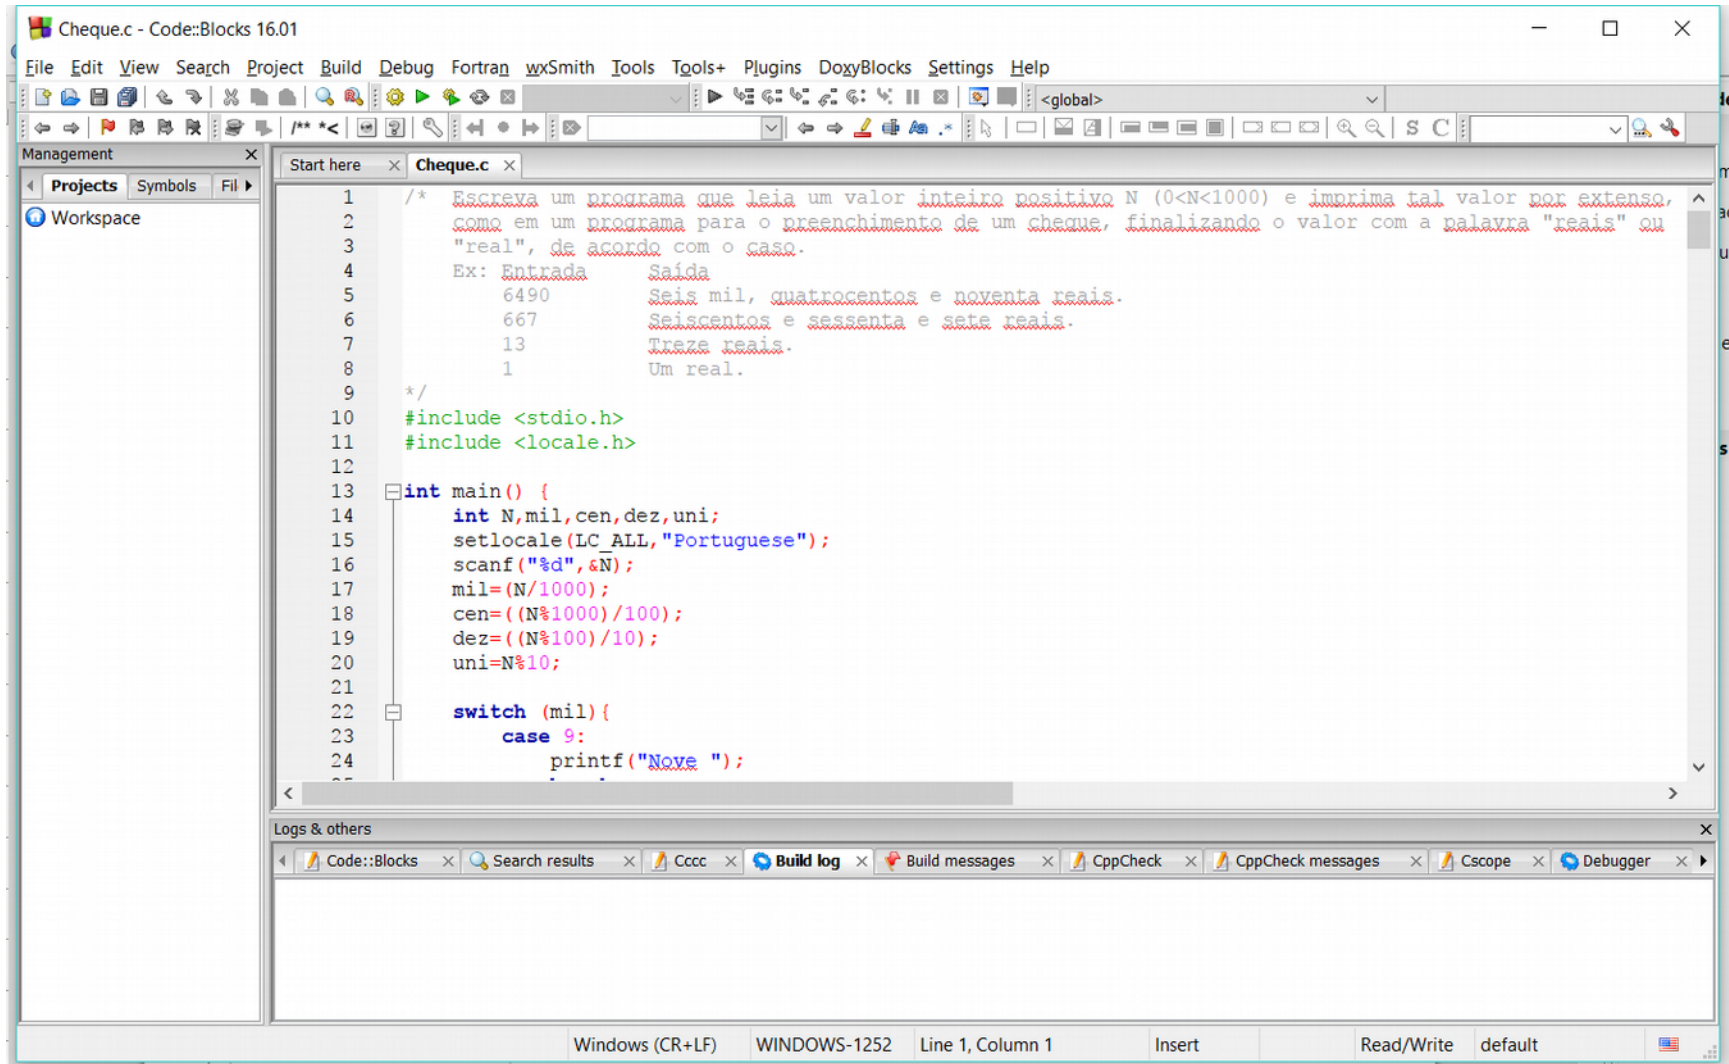 Cheque.c - Code::Blocks 16.01
File Edit View Search Project Build Debug Fortran wxSmith Tools Tools+ Plugins DoxyBlocks Settings Help
<global>
/** *<
S C
Management
Start here Cheque.c
Projects Symbols Fil
Workspace
1 /* Escreva um programa que leia um valor inteiro positivo N (0<N<1000) e imprima tal valor por extenso,
2 como em um programa para o preenchimento de um cheque, finalizando o valor com a palavra "reais" ou
3 "real", de acordo com o caso.
4 Ex: Entrada Saída
5 6490 Seis mil, quatrocentos e noventa reais.
6 667 Seiscentos e sessenta e sete reais.
7 13 Treze reais.
8 1 Um real.
9 */
10 #include <stdio.h>
11 #include <locale.h>
12
13 int main() {
14 int N,mil,cen,dez,uni;
15 setlocale(LC_ALL,"Portuguese");
16 scanf("%d",&N);
17 mil=(N/1000);
18 cen=((N%1000)/100);
19 dez=((N%100)/10);
20 uni=N%10;
21
22 switch (mil){
23 case 9:
24 printf("Nove ");
Logs & others
Code::Blocks Search results Cccc Build log Build messages CppCheck CppCheck messages Cscope Debugger
Windows (CR+LF) WINDOWS-1252 Line 1, Column 1 Insert Read/Write default